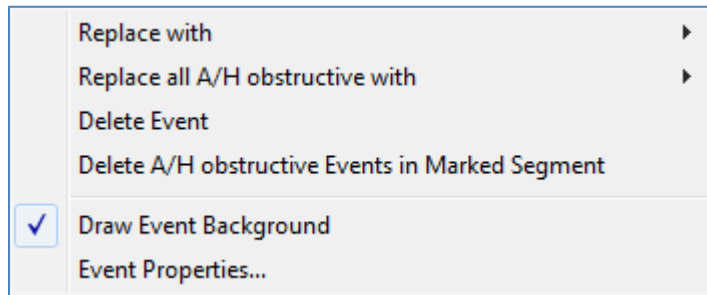 Replace with
Replace all A/H obstructive with
Delete Event
Delete A/H obstructive Events in Marked Segment
Draw Event Background
Event Properties...